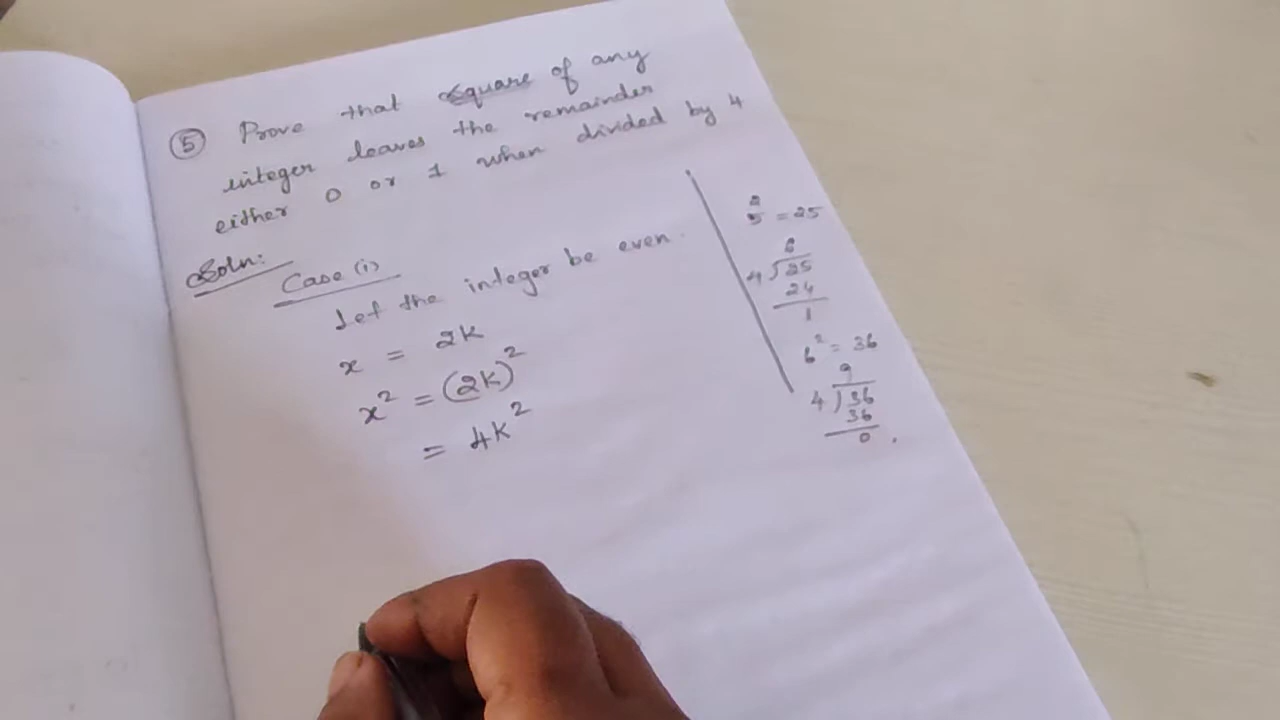 ⑤ Prove that square of any
integer leaves the remainder
either 0 or 1 when divided by 4
Soln:
Case (i)
Let the integer be even.
x = 2k
x² = (2k)²
= 4k²
5² = 25
6
4 ) 25
24
1
6² = 36
9
4 ) 36
36
0 .